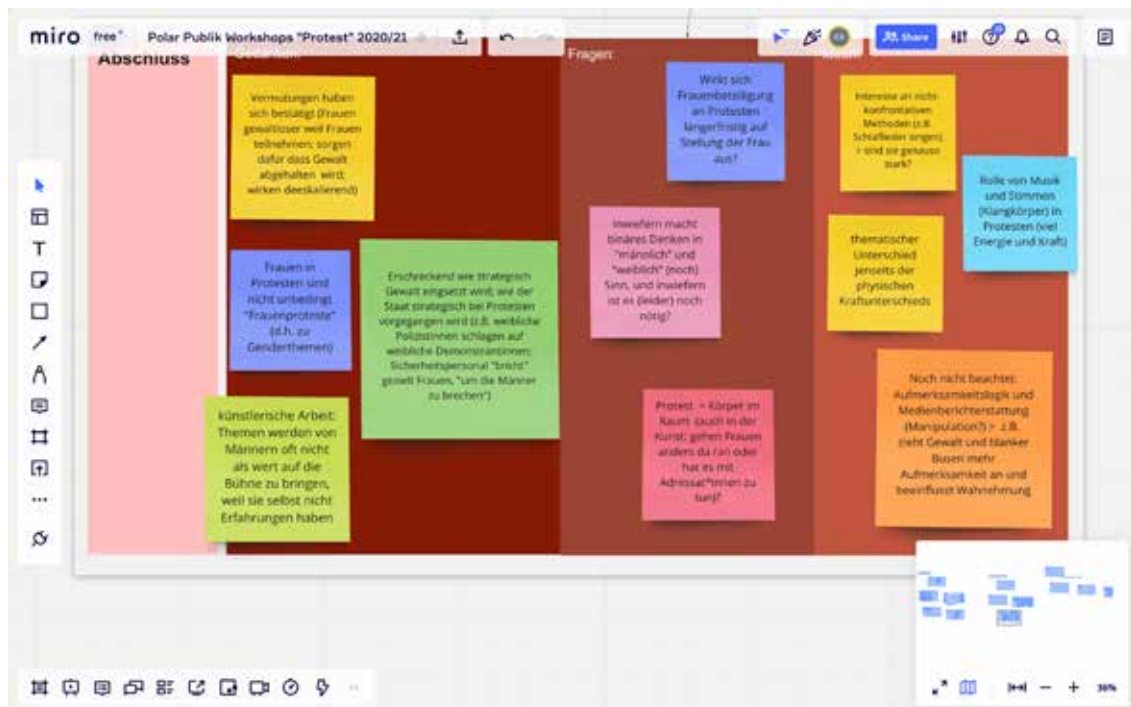 miro free
Polar Publik Workshops "Protest" 2020/21
Share
Abschluss
Fragen:
Vermutungen haben
sich bestätigt (Frauen
gewaltloser weil Frauen
teilnehmen; sorgen
dafür dass Gewalt
abgehalten wird;
wirken deeskalierend)
Frauen in
Protesten sind
nicht unbedingt
"Frauenproteste"
(d.h. zu
Genderthemen)
Erschreckend wie strategisch
Gewalt eingsetzt wird; wie der
Staat strategisch bei Protesten
vorgegangen wird (z.B. weibliche
Polizistinnen schlagen auf
weibliche Demonstrantinnen;
Sicherheitspersonal "bricht"
gezielt Frauen, "um die Männer
zu brechen")
künstlerische Arbeit:
Themen werden von
Männern oft nicht
als wert auf die
Bühne zu bringen,
weil sie selbst nicht
Erfahrungen haben
Wirkt sich
Frauenbeteiligung
an Protesten
längerfristig auf
Stellung der Frau
aus?
Inwiefern macht
binäres Denken in
"männlich" und
"weiblich" (noch)
Sinn, und inwiefern
ist es (leider) noch
nötig?
Protest = Körper im
Raum (auch in der
Kunst; gehen Frauen
anders da ran oder
hat es mit
Adressat*innen zu
tun)?
Interesse an nicht-
konfrontativen
Methoden (z.B.
Schlaflieder singen)
> sind sie genauso
stark?
Rolle von Musik
und Stimmen
(Klangkörper) in
Protesten (viel
Energie und Kraft)
thematischer
Unterschied
jenseits der
physischen
Kraftunterschieds
Noch nicht beachtet:
Aufmerksamkeitslogik und
Medienberichterstattung
(Manipulation?) > z.B.
zieht Gewalt und blanker
Busen mehr
Aufmerksamkeit an und
beeinflusst Wahrnehmung
36%